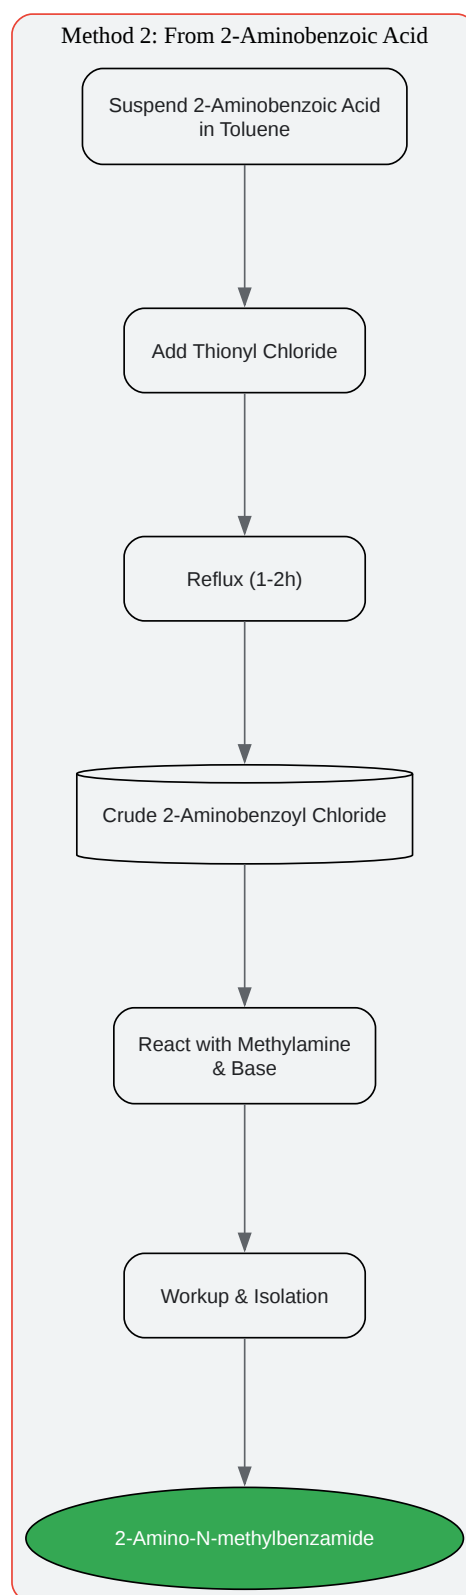 Method 2: From 2-Aminobenzoic Acid
Suspend 2-Aminobenzoic Acid
in Toluene
Add Thionyl Chloride
Reflux (1-2h)
Crude 2-Aminobenzoyl Chloride
React with Methylamine
& Base
Workup & Isolation
2-Amino-N-methylbenzamide